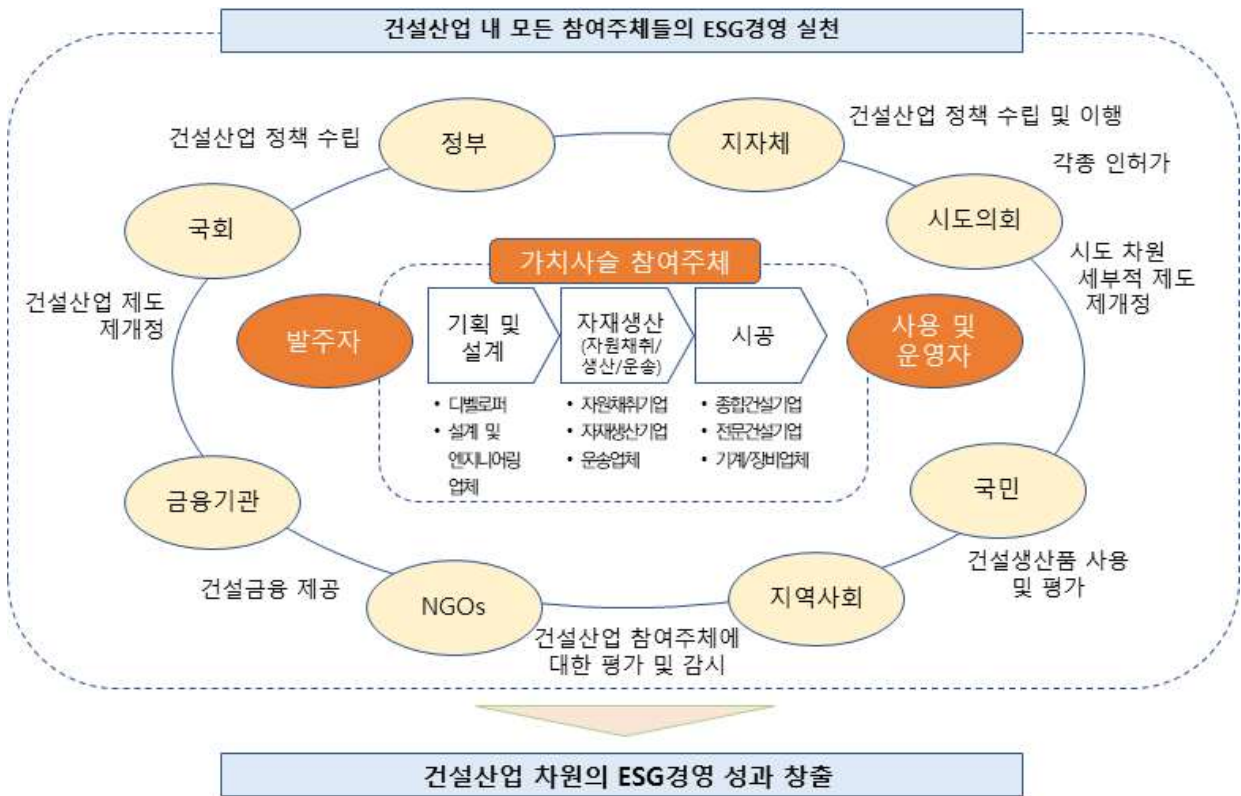 건설산업 내 모든 참여주체들의 ESG경영 실천
건설산업 정책 수립
정부
지자체
건설산업 정책 수립 및 이행
각종 인허가
국회
시도의회
건설산업 제도
제개정
시도 차원
세부적 제도
제개정
가치사슬 참여주체
발주자
기획 및
설계
자재생산
(자원채취/
생산/운송)
시공
사용 및
운영자
• 디벨로퍼
• 설계 및
엔지니어링
업체
• 자원채취기업
• 자재생산기업
• 운송업체
• 종합건설기업
• 전문건설기업
• 기계/장비업체
금융기관
국민
건설금융 제공
NGOs
지역사회
건설생산품 사용
및 평가
건설산업 참여주체에
대한 평가 및 감시
건설산업 차원의 ESG경영 성과 창출